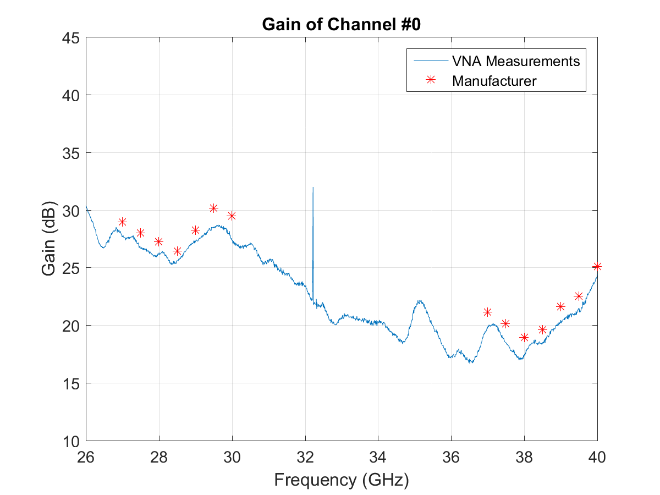 Gain of Channel #0
45
40
35
30
25
20
15
10
Gain (dB)
VNA Measurements
Manufacturer
26 28 30 32 34 36 38 40
Frequency (GHz)